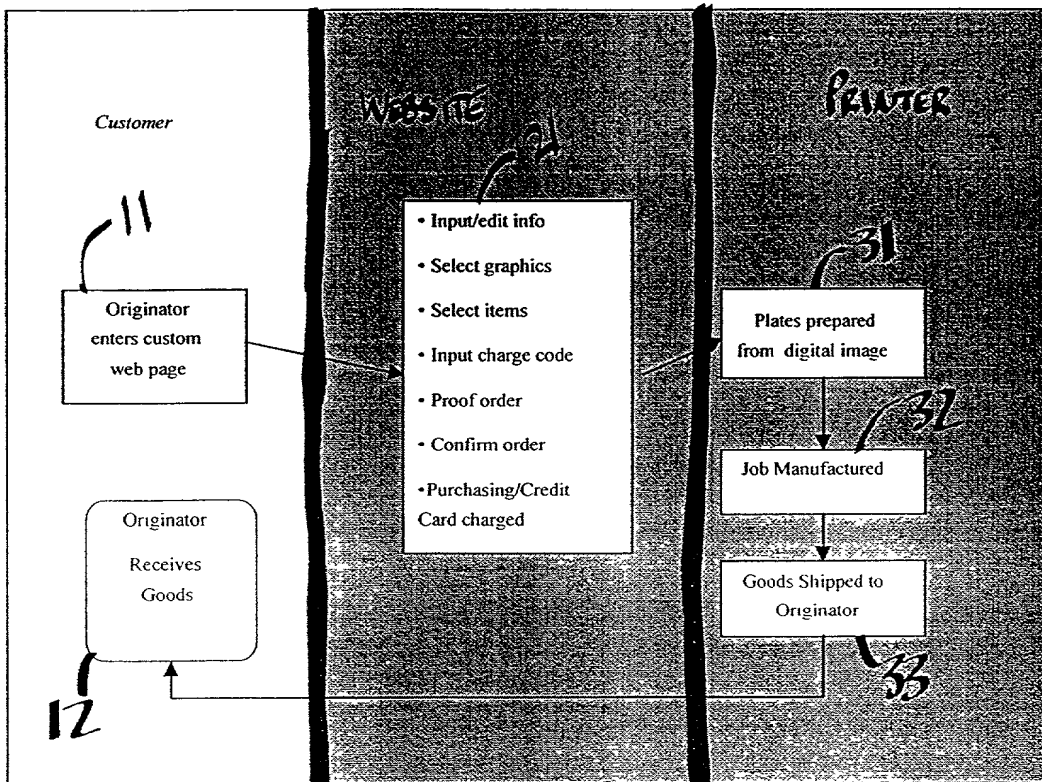 Customer
WEBSITE
PRINTER
11
Originator
enters custom
web page
21
• Input/edit info
• Select graphics
• Select items
• Input charge code
• Proof order
• Confirm order
•Purchasing/Credit
Card charged
31
Plates prepared
from digital image
32
Job Manufactured
Goods Shipped to
Originator
33
Originator
Receives
Goods
12